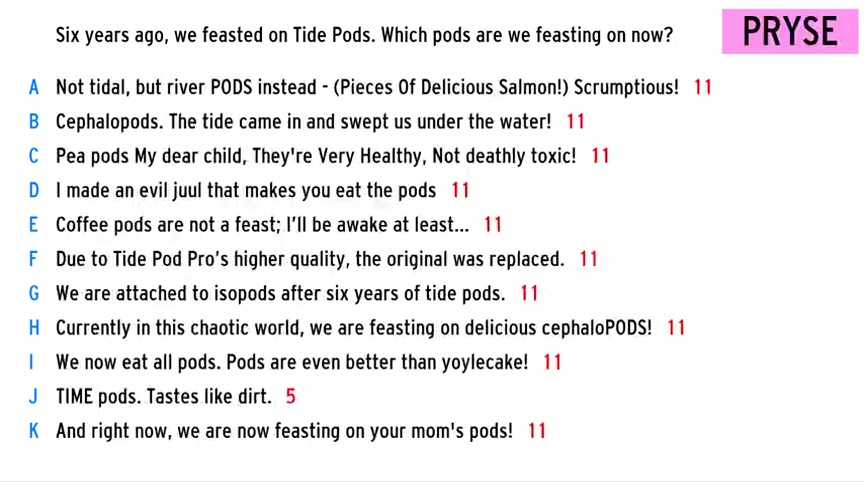 Six years ago, we feasted on Tide Pods. Which pods are we feasting on now?
PRYSE
A Not tidal, but river PODS instead - (Pieces Of Delicious Salmon!) Scrumptious! 11
B Cephalopods. The tide came in and swept us under the water! 11
C Pea pods My dear child, They're Very Healthy, Not deathly toxic! 11
D I made an evil juul that makes you eat the pods 11
E Coffee pods are not a feast; I'll be awake at least... 11
F Due to Tide Pod Pro's higher quality, the original was replaced. 11
G We are attached to isopods after six years of tide pods. 11
H Currently in this chaotic world, we are feasting on delicious cephaloPODS! 11
I We now eat all pods. Pods are even better than yoylecake! 11
J TIME pods. Tastes like dirt. 5
K And right now, we are now feasting on your mom's pods! 11